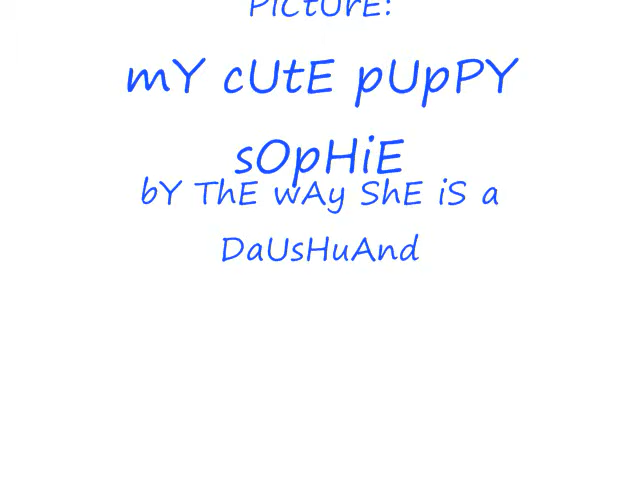 PiCtUrE:
mY cUtE pUpPY
sOpHiE
bY ThE wAy ShE iS a
DaUsHuAnd